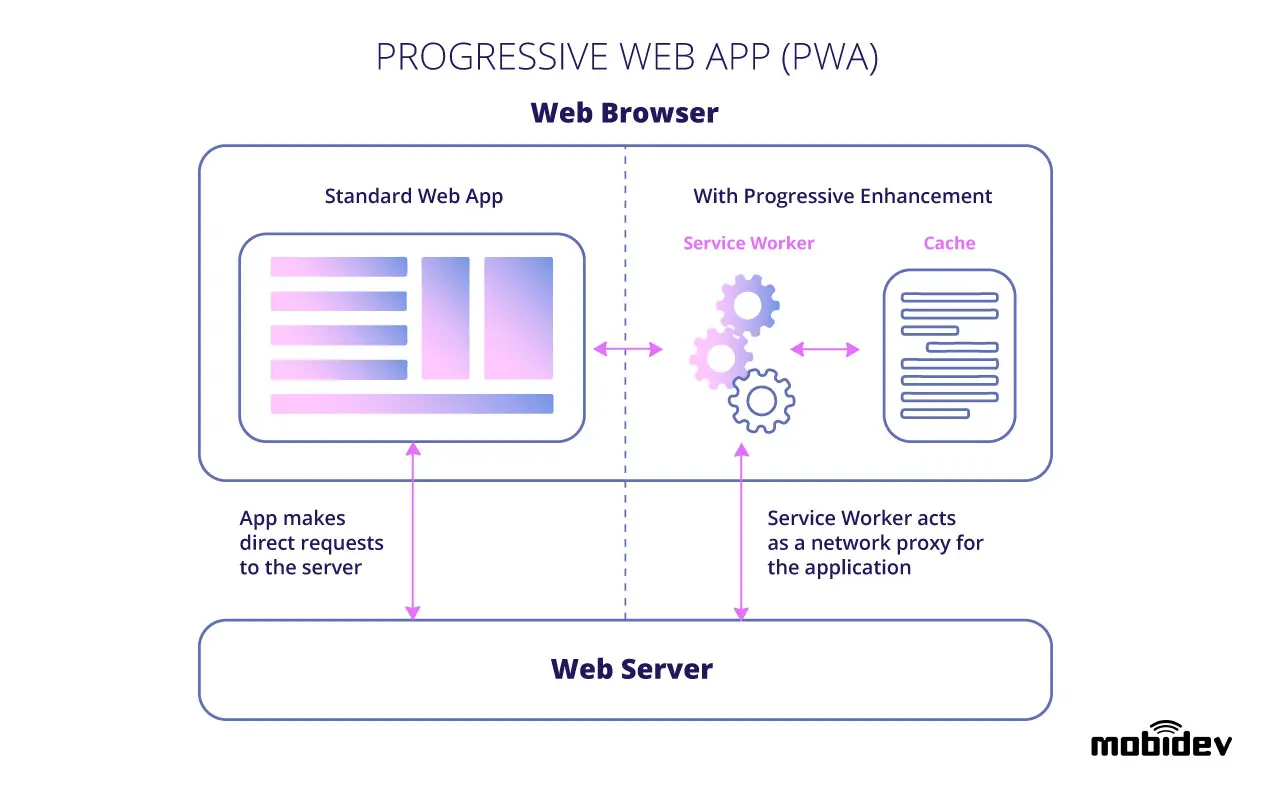 PROGRESSIVE WEB APP (PWA)
Web Browser
Standard Web App
With Progressive Enhancement
Service Worker
Cache
App makes
direct requests
to the server
Service Worker acts
as a network proxy for
the application
Web Server
mobidev